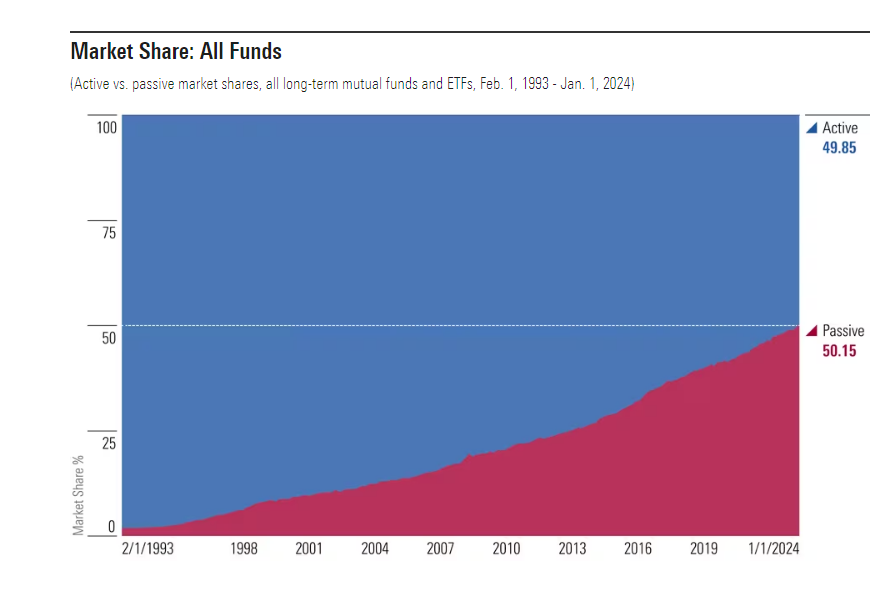 Market Share: All Funds
(Active vs. passive market shares, all long-term mutual funds and ETFs, Feb. 1, 1993 - Jan. 1, 2024)
100
75
50
25
0
Market Share %
Active
49.85
Passive
50.15
2/1/1993 1998 2001 2004 2007 2010 2013 2016 2019 1/1/2024